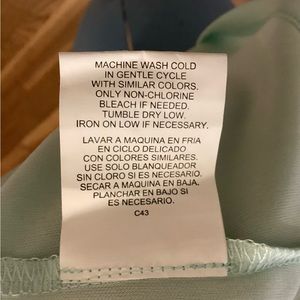 MACHINE WASH COLD
IN GENTLE CYCLE
WITH SIMILAR COLORS.
ONLY NON-CHLORINE
BLEACH IF NEEDED.
TUMBLE DRY LOW.
IRON ON LOW IF NECESSARY.
LAVAR A MAQUINA EN FRIA
EN CICLO DELICADO
CON COLORES SIMILARES.
USE SOLO BLANQUEADOR
SIN CLORO SI ES NECESARIO.
SECAR A MAQUINA EN BAJA.
PLANCHAR EN BAJO SI
ES NECESARIO.
C43